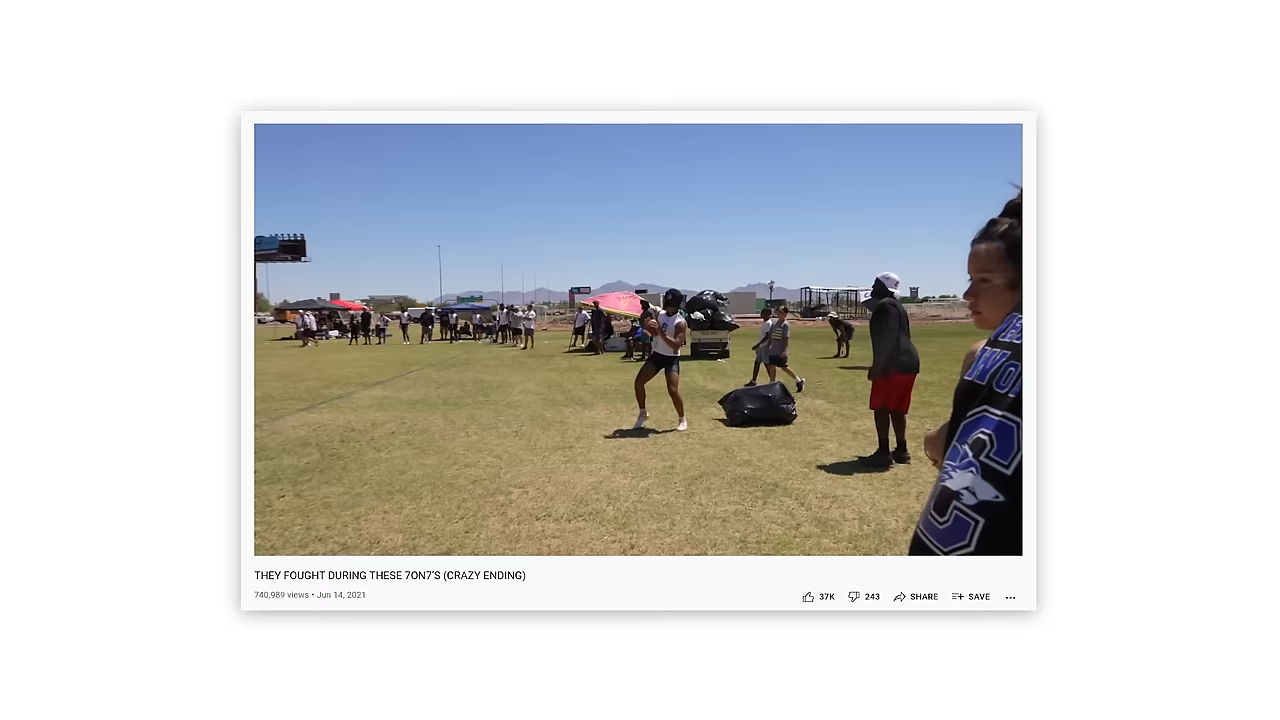 THEY FOUGHT DURING THESE 7ON7'S (CRAZY ENDING)
740,989 views • Jun 14, 2021
37K 243 SHARE SAVE